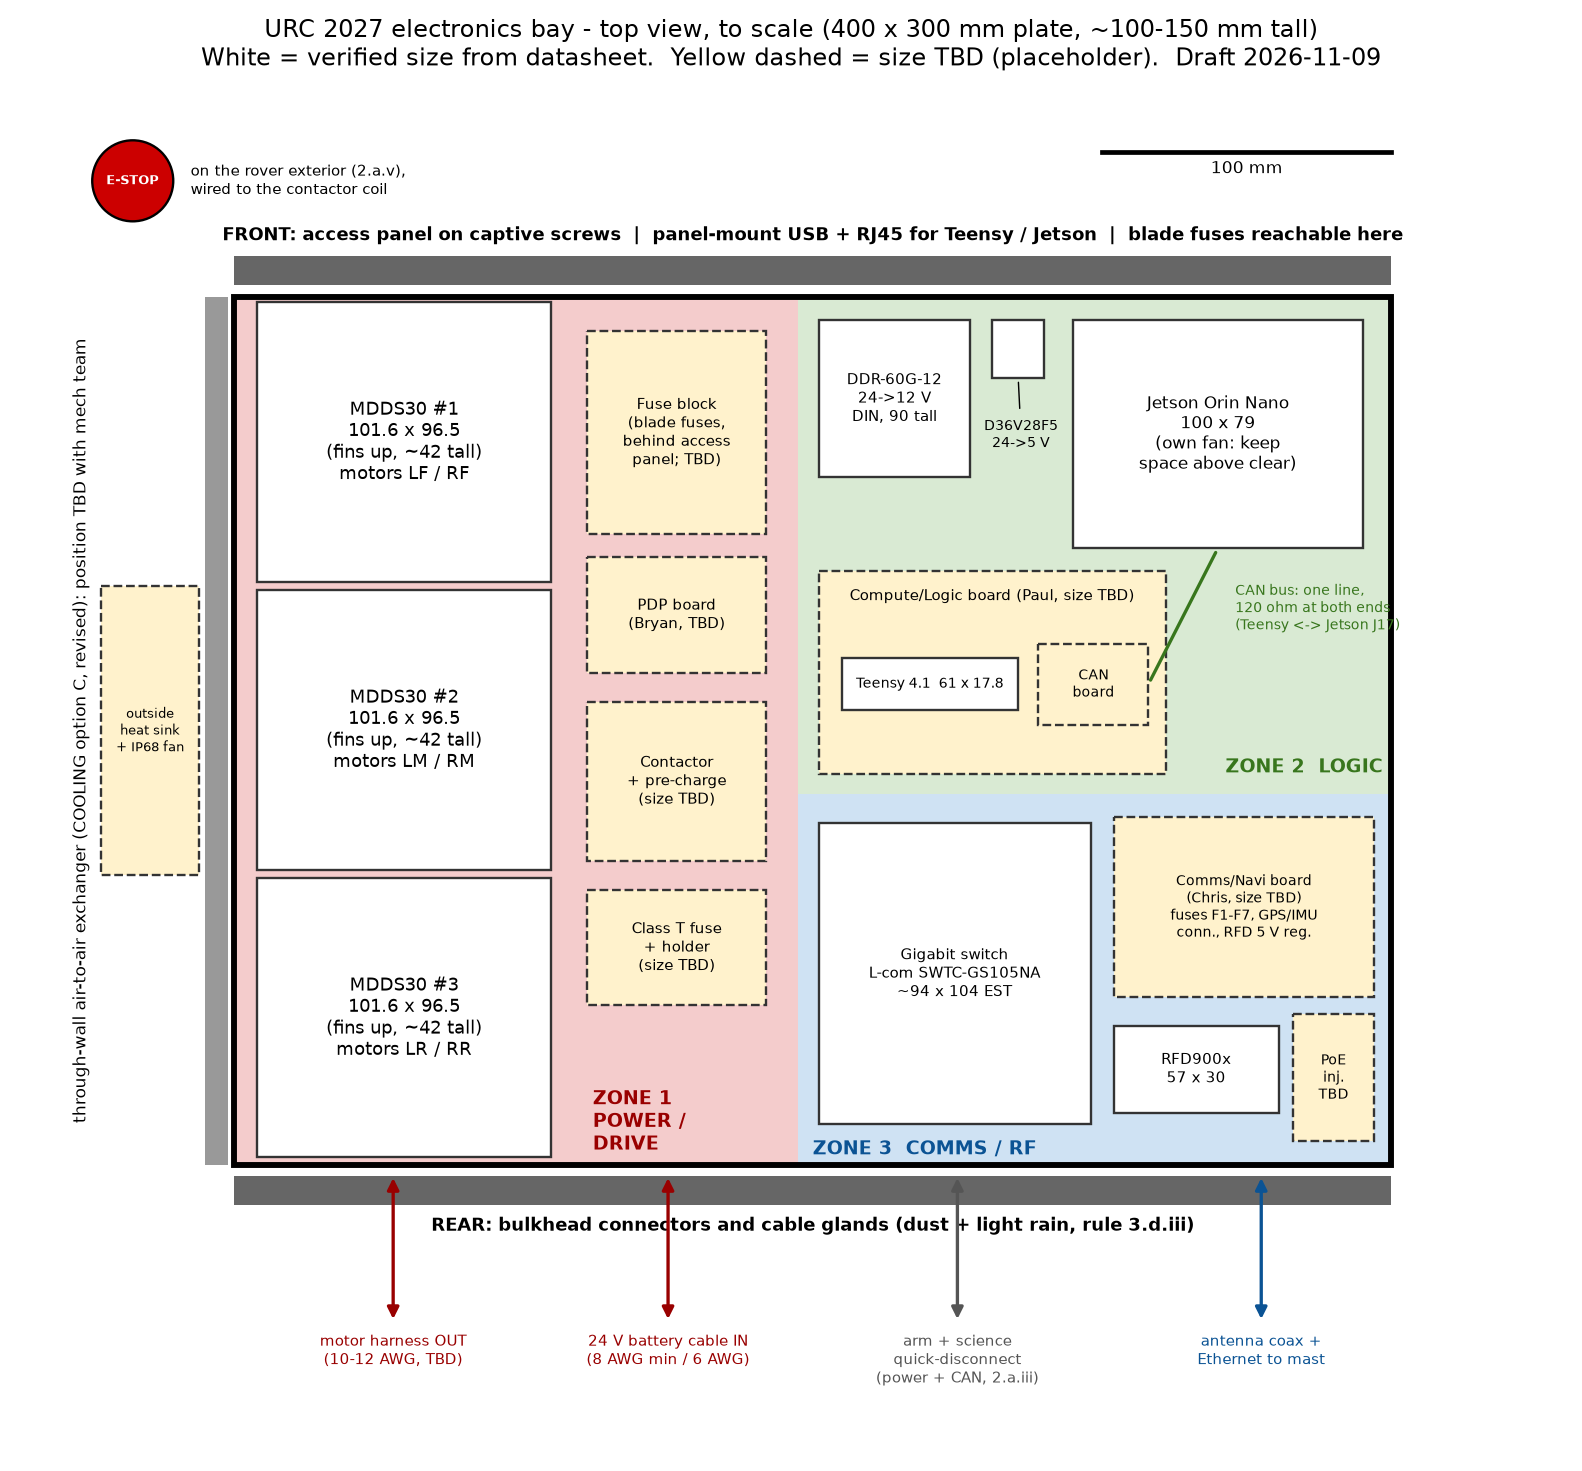 URC 2027 electronics bay - top view, to scale (400 x 300 mm plate, ~100-150 mm tall)
White = verified size from datasheet.  Yellow dashed = size TBD (placeholder).  Draft 2026-11-09
E-STOP
on the rover exterior (2.a.v),
wired to the contactor coil
100 mm
FRONT: access panel on captive screws  |  panel-mount USB + RJ45 for Teensy / Jetson  |  blade fuses reachable here
through-wall air-to-air exchanger (COOLING option C, revised): position TBD with mech team
outside
heat sink
+ IP68 fan
MDDS30 #1
101.6 x 96.5
(fins up, ~42 tall)
motors LF / RF
MDDS30 #2
101.6 x 96.5
(fins up, ~42 tall)
motors LM / RM
MDDS30 #3
101.6 x 96.5
(fins up, ~42 tall)
motors LR / RR
Fuse block
(blade fuses,
behind access
panel; TBD)
PDP board
(Bryan, TBD)
Contactor
+ pre-charge
(size TBD)
Class T fuse
+ holder
(size TBD)
ZONE 1
POWER /
DRIVE
DDR-60G-12
24->12 V
DIN, 90 tall
D36V28F5
24->5 V
Jetson Orin Nano
100 x 79
(own fan: keep
space above clear)
CAN bus: one line,
120 ohm at both ends
(Teensy <-> Jetson J17)
Compute/Logic board (Paul, size TBD)
Teensy 4.1  61 x 17.8
CAN
board
ZONE 2  LOGIC
Gigabit switch
L-com SWTC-GS105NA
~94 x 104 EST
Comms/Navi board
(Chris, size TBD)
fuses F1-F7, GPS/IMU
conn., RFD 5 V reg.
RFD900x
57 x 30
PoE
inj.
TBD
ZONE 3  COMMS / RF
REAR: bulkhead connectors and cable glands (dust + light rain, rule 3.d.iii)
motor harness OUT
(10-12 AWG, TBD)
24 V battery cable IN
(8 AWG min / 6 AWG)
arm + science
quick-disconnect
(power + CAN, 2.a.iii)
antenna coax +
Ethernet to mast